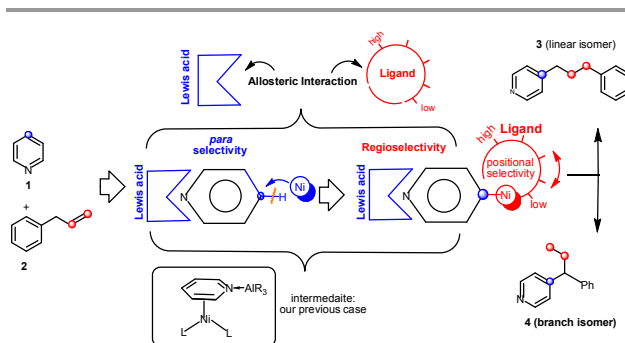 Lewis acid
Allosteric Interaction
high
Ligand
low
3 (linear isomer)
N
N
1
+
2
Lewis acid
para
selectivity
N
H
Ni
Regioselectivity
Lewis acid
N
Ni
high
Ligand
positional
selectivity
low
N→AlR3
Ni
L
L
intermedaite:
our previous case
N
Ph
4 (branch isomer)